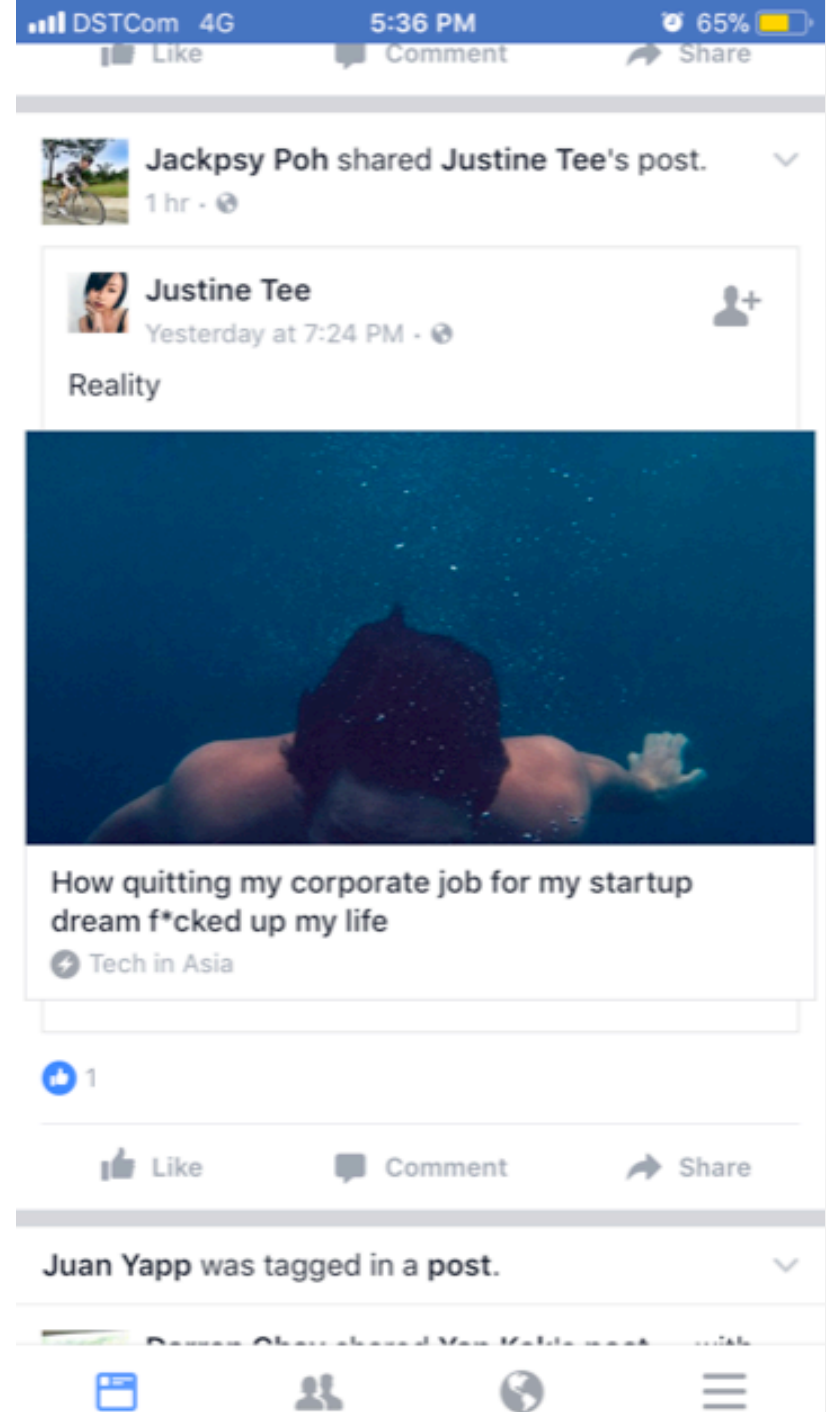 DSTCom 4G 5:36 PM 65%
Like Comment Share
Jackpsy Poh shared Justine Tee's post.
1 hr ·
Justine Tee
Yesterday at 7:24 PM ·
Reality
How quitting my corporate job for my startup
dream f*cked up my life
Tech in Asia
1
Like Comment Share
Juan Yapp was tagged in a post.